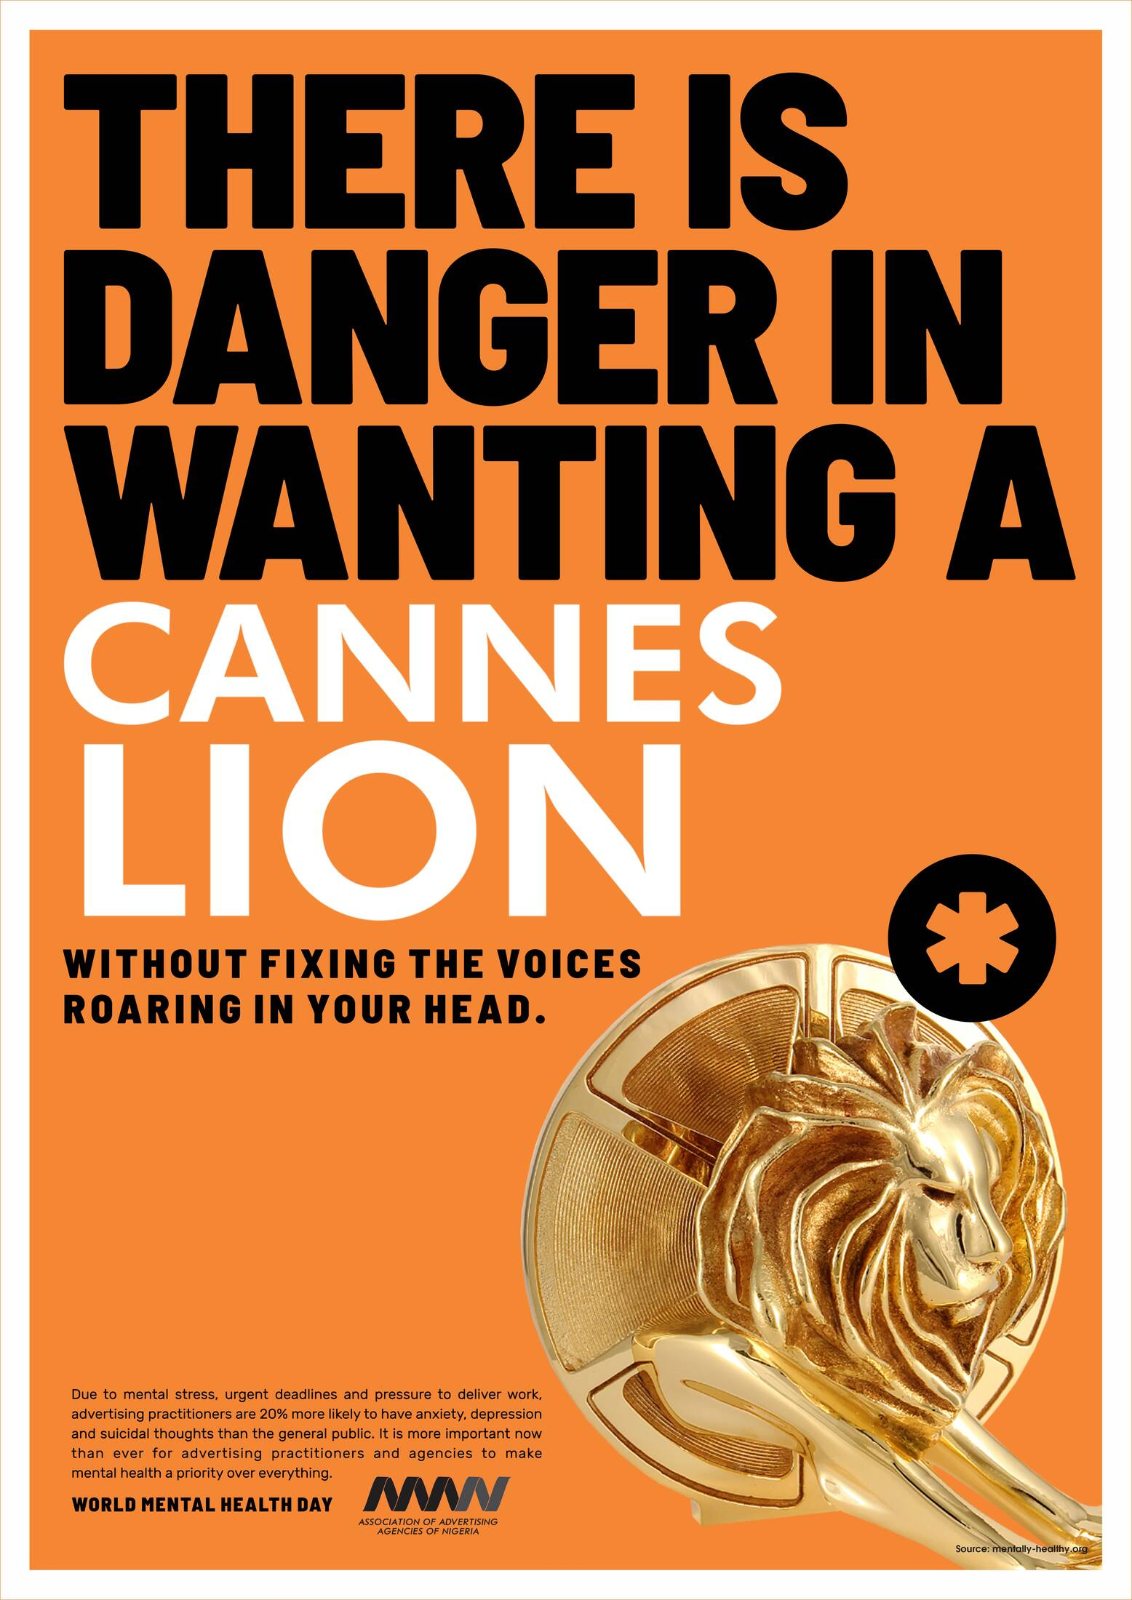 THERE IS
DANGER IN
WANTING A
CANNES
LION
WITHOUT FIXING THE VOICES
ROARING IN YOUR HEAD.
Due to mental stress, urgent deadlines and pressure to deliver work,
advertising practitioners are 20% more likely to have anxiety, depression
and suicidal thoughts than the general public. It is more important now
than ever for advertising practitioners and agencies to make
mental health a priority over everything.
WORLD MENTAL HEALTH DAY
ASSOCIATION OF ADVERTISING
AGENCIES OF NIGERIA
Source: mentally-healthy.org